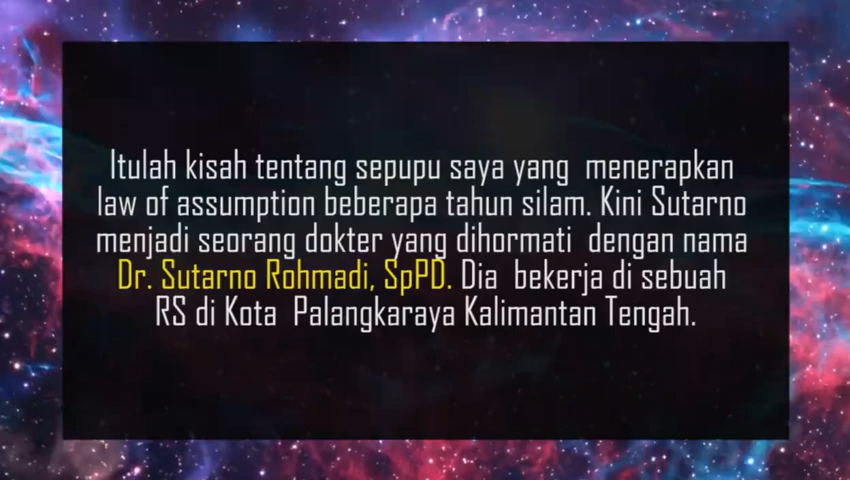 Itulah kisah tentang sepupu saya yang menerapkan
law of assumption beberapa tahun silam. Kini Sutarno
menjadi seorang dokter yang dihormati dengan nama
Dr. Sutarno Rohmadi, SpPD. Dia bekerja di sebuah
RS di Kota Palangkaraya Kalimantan Tengah.